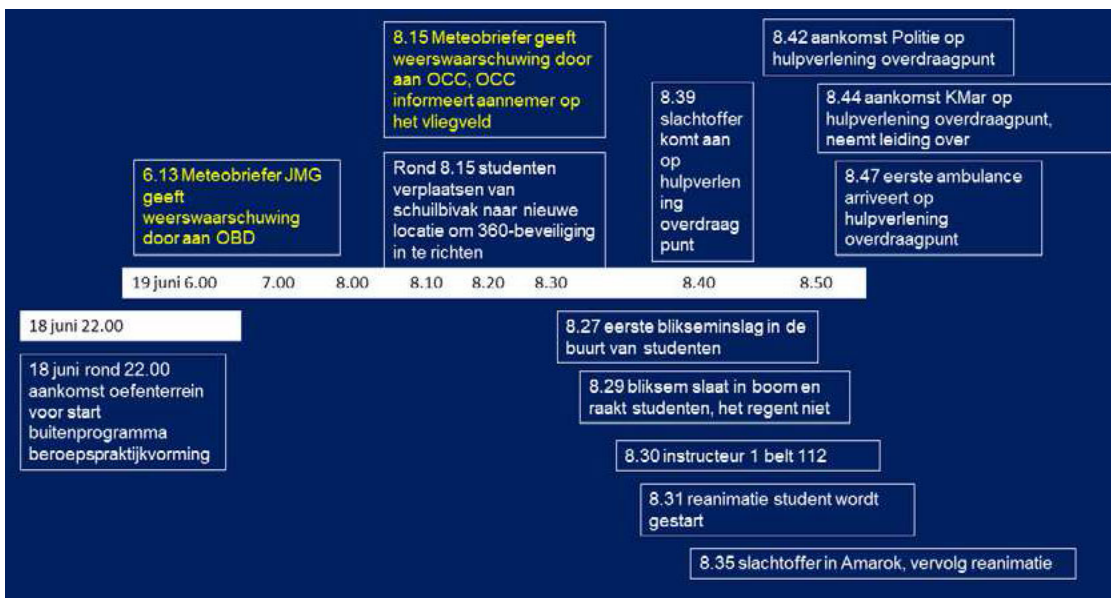 8.15 Meteobriefer geeft
weerswaarschuwing door
aan OCC, OCC
informeert aannemer op
het vliegveld
8.42 aankomst Politie op
hulpverlening overdraagpunt
8.39
slachtoffer
komt aan
op
hulpverlen
ing
overdraag
punt
8.44 aankomst KMar op
hulpverlening overdraagpunt,
neemt leiding over
6.13 Meteobriefer JMG
geeft
weerswaarschuwing
door aan OBD
Rond 8.15 studenten
verplaatsen van
schuilbivak naar nieuwe
locatie om 360-beveiliging
in te richten
8.47 eerste ambulance
arriveert op
hulpverlening
overdraagpunt
19 juni 6.00 7.00 8.00 8.10 8.20 8.30 8.40 8.50
18 juni 22.00
18 juni rond 22.00
aankomst oefenterrein
voor start
buitenprogramma
beroepspraktijkvorming
8.27 eerste blikseminslag in de
buurt van studenten
8.29 bliksem slaat in boom en
raakt studenten, het regent niet
8.30 instructeur 1 belt 112
8.31 reanimatie student wordt
gestart
8.35 slachtoffer in Amarok, vervolg reanimatie